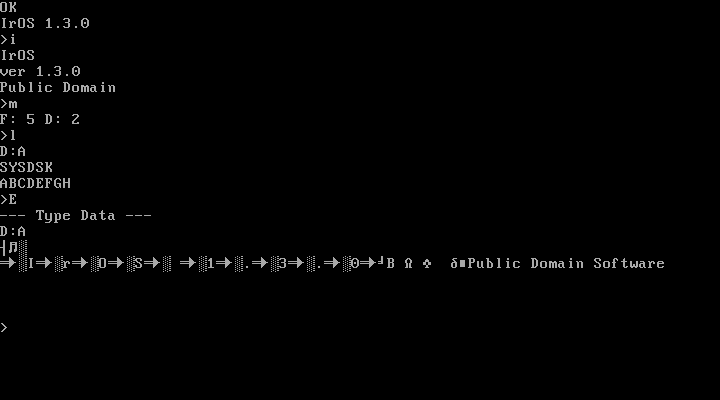 OK
IrOS 1.3.0
>i
IrOS
ver 1.3.0
Public Domain
>m
F: 5 D: 2
>l
D:A
SYSDSK
ABCDEFGH
>E
--- Type Data ---
D:A
┤♫░
→░I→░r→░O→░S→░ →░1→░.→░3→░.→░0→╛B Ω ✣  δ■Public Domain Software
>